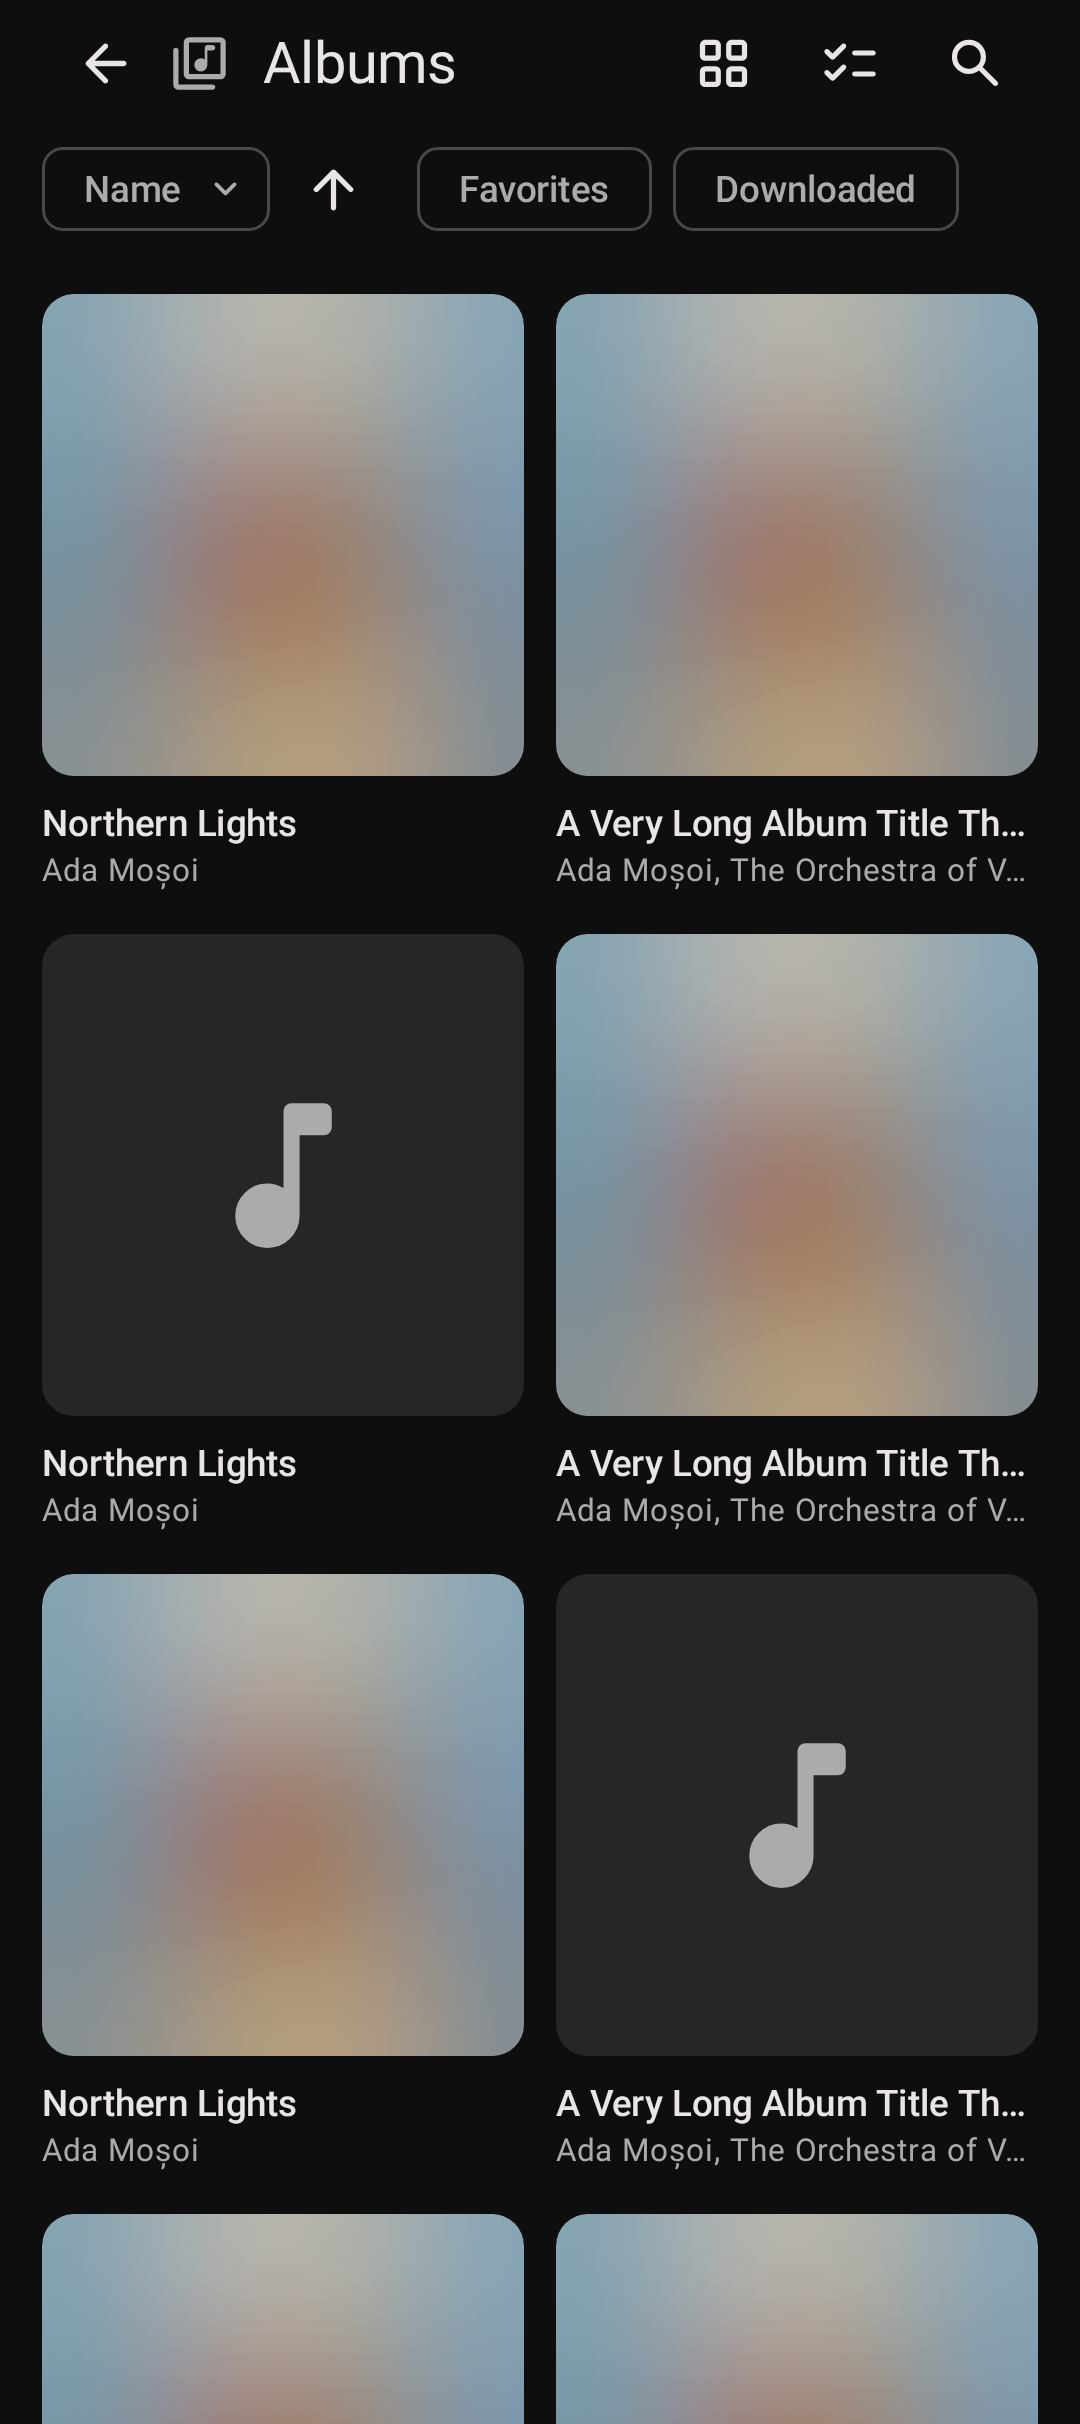 Albums
Name
Favorites
Downloaded
Northern Lights
Ada Moșoi
A Very Long Album Title Th...
Ada Moșoi, The Orchestra of V...
Northern Lights
Ada Moșoi
A Very Long Album Title Th...
Ada Moșoi, The Orchestra of V...
Northern Lights
Ada Moșoi
A Very Long Album Title Th...
Ada Moșoi, The Orchestra of V...